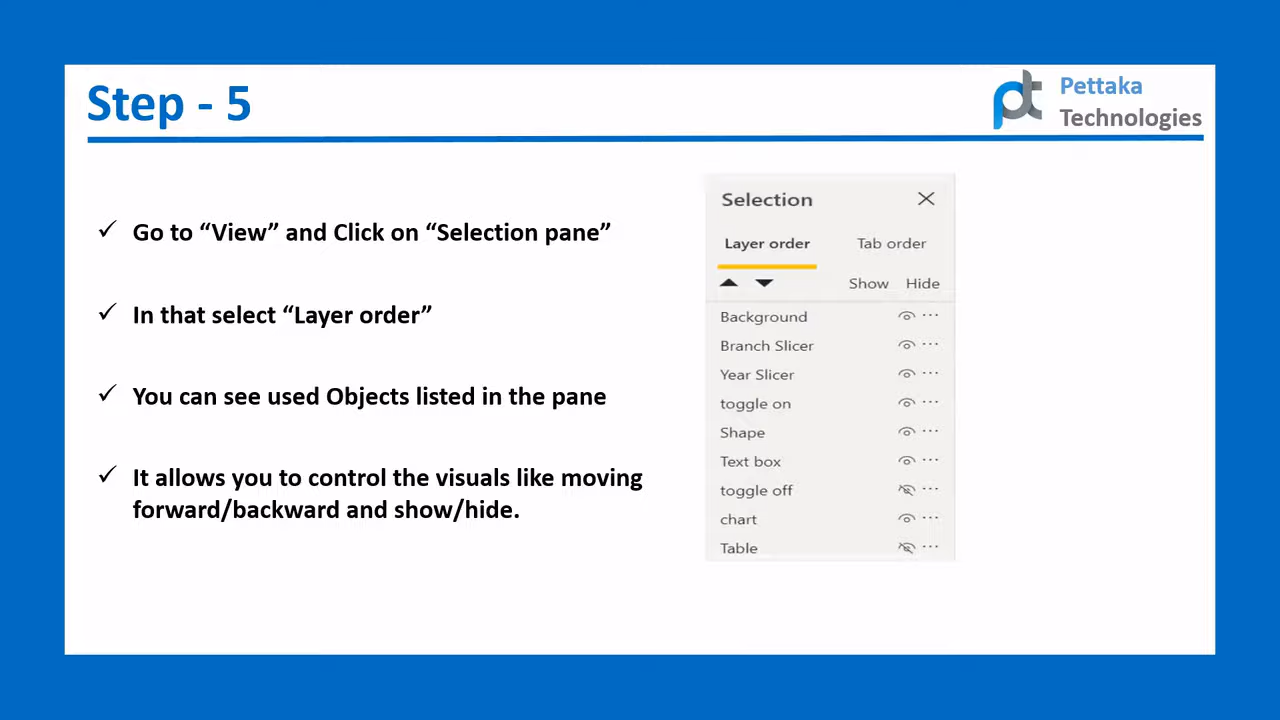 Step - 5
Pettaka
Technologies
✓ Go to “View” and Click on “Selection pane”
✓ In that select “Layer order”
✓ You can see used Objects listed in the pane
✓ It allows you to control the visuals like moving
forward/backward and show/hide.
Selection
Layer order Tab order
Show Hide
Background
Branch Slicer
Year Slicer
toggle on
Shape
Text box
toggle off
chart
Table